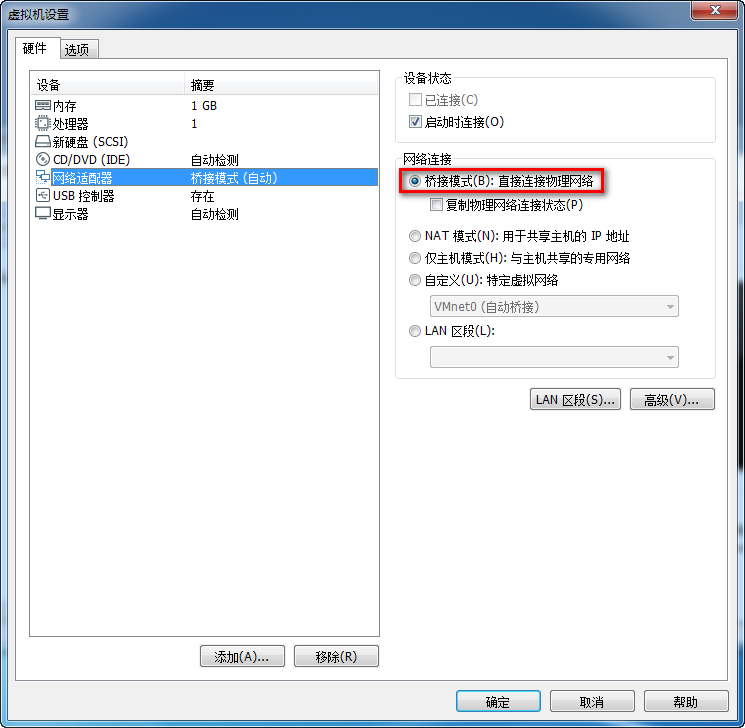 虚拟机设置
硬件 选项
设备 摘要
内存 1 GB
处理器 1
新硬盘 (SCSI)
CD/DVD (IDE) 自动检测
网络适配器 桥接模式 (自动)
USB 控制器 存在
显示器 自动检测
添加(A)... 移除(R)
设备状态
已连接(C)
启动时连接(O)
网络连接
桥接模式(B): 直接连接物理网络
复制物理网络连接状态(P)
NAT 模式(N): 用于共享主机的 IP 地址
仅主机模式(H): 与主机共享的专用网络
自定义(U): 特定虚拟网络
VMnet0 (自动桥接)
LAN 区段(L):
LAN 区段(S)... 高级(V)...
确定 取消 帮助